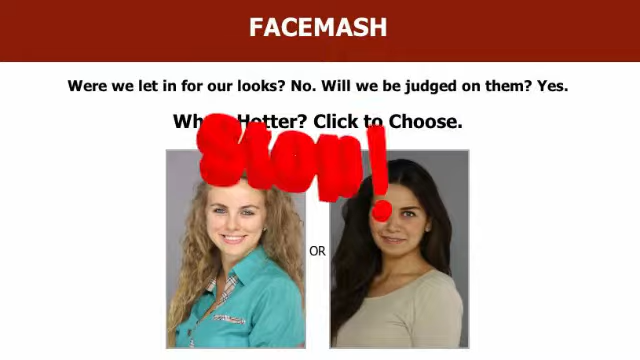 FACEMASH
Were we let in for our looks? No. Will we be judged on them? Yes.
Hotter? Click to Choose.
Stop!
OR